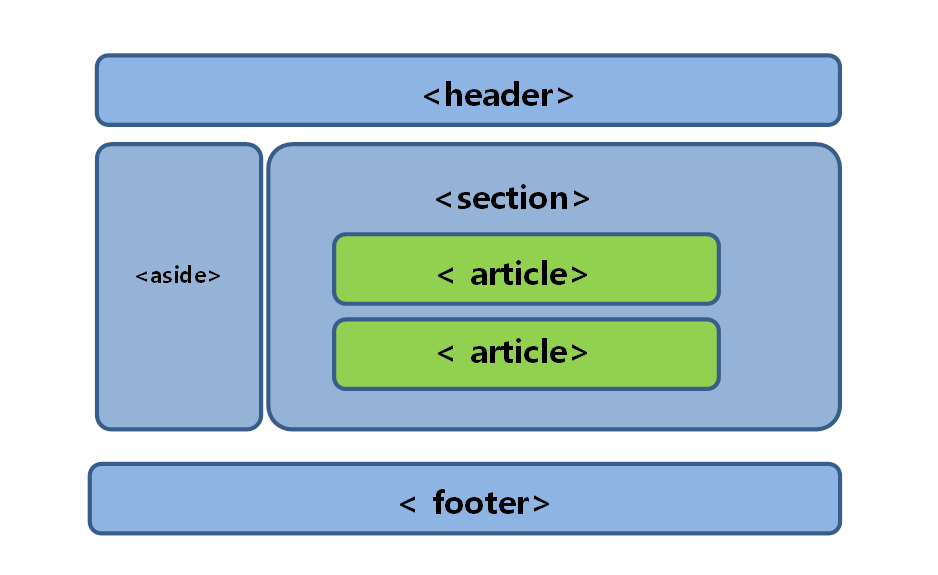 <header>
<section>
<aside>
< article>
< article>
< footer>